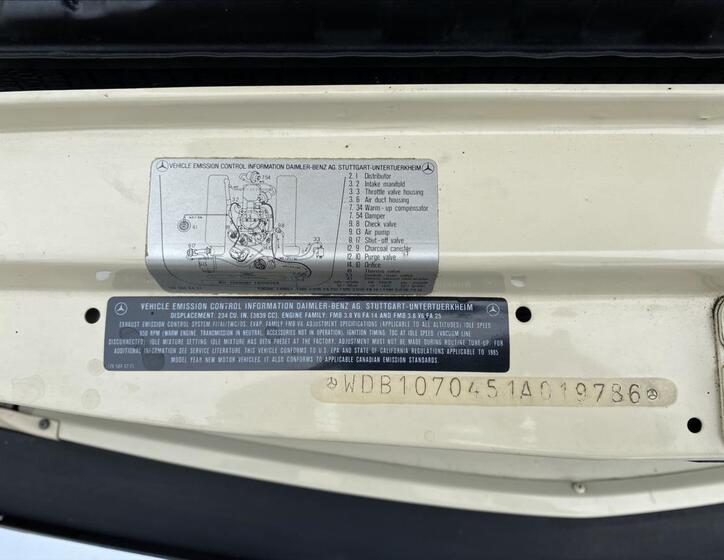 VEHICLE EMISSION CONTROL INFORMATION DAIMLER-BENZ AG. STUTTGART-UNTERTUERKHEIM
2. 1 Distributor
3. 2 Intake manifold
3. 3 Throttle valve housing
3. 6 Air duct housing
7. 34 Warm-up compensator
7. 54 Damper
9. 8 Check valve
9. 13 Air pump
8. 17 Shut-off valve
12. 9 Charcoal canister
12. 10 Purge valve
14. 10 Orifice
VEHICLE EMISSION CONTROL INFORMATION DAIMLER-BENZ AG. STUTTGART-UNTERTUERKHEIM
DISPLACEMENT: 234 CU. IN. (3839 CC). ENGINE FAMILY: FMB 3.8 V6 FA 14 AND FMB 3.8 V6 FA 25
EXHAUST EMISSION CONTROL SYSTEM FI/AI/TWC/OS. EVAP. FAMILY FMB V6. ADJUSTMENT SPECIFICATIONS (APPLICABLE TO ALL ALTITUDES): IDLE SPEED
650 RPM (WARM ENGINE, TRANSMISSION IN NEUTRAL, ACCESSORIES NOT IN OPERATION), IGNITION TIMING: TDC AT IDLE SPEED (VACUUM LINE
DISCONNECTED). IDLE MIXTURE SETTING: IDLE MIXTURE HAS BEEN PRESET AT THE FACTORY. ADJUSTMENT MUST NOT BE MADE DURING ROUTINE TUNE-UP. FOR
ADDITIONAL INFORMATION SEE SERVICE LITERATURE. THIS VEHICLE CONFORMS TO U.S. EPA AND STATE OF CALIFORNIA REGULATIONS APPLICABLE TO 1985
MODEL YEAR NEW MOTOR VEHICLES. IT ALSO CONFORMS TO APPLICABLE CANADIAN EMISSION STANDARDS.
WDB1070451A019786